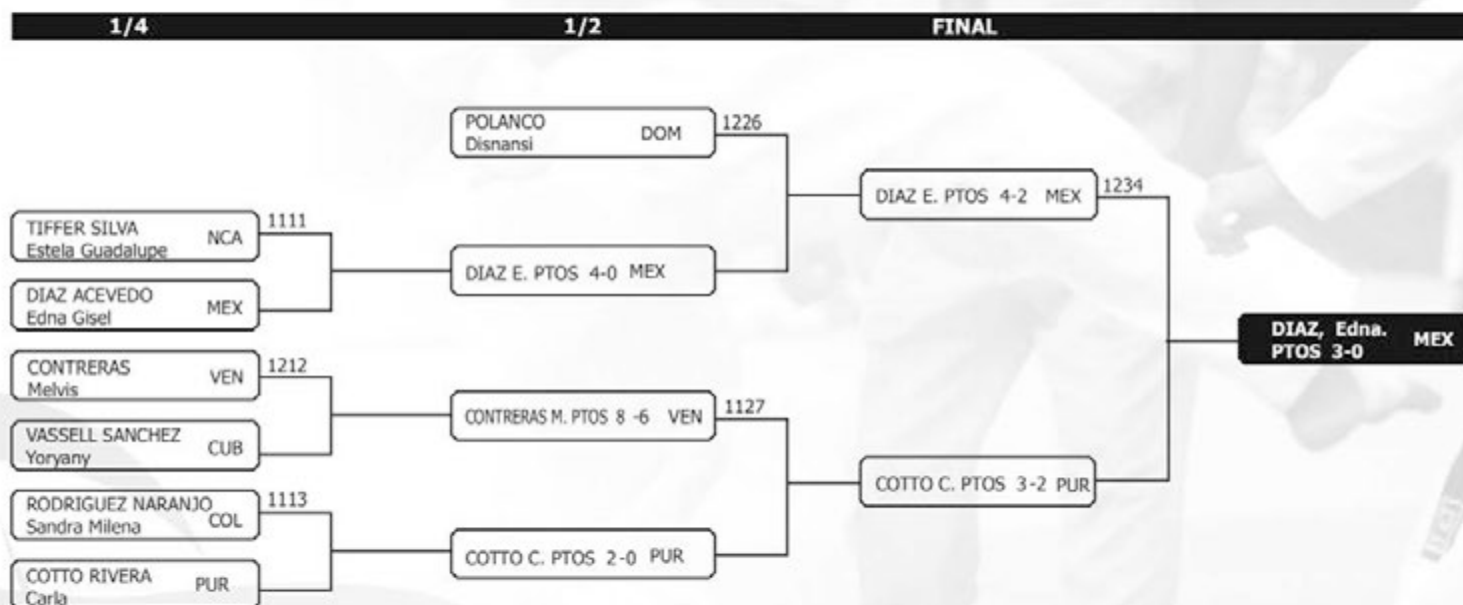 1/4 1/2 FINAL
POLANCO
Disnansi
DOM
1226
DIAZ E. PTOS 4-2 MEX
1234
TIFFER SILVA
Estela Guadalupe
NCA
1111
DIAZ E. PTOS 4-0 MEX
DIAZ ACEVEDO
Edna Gisel
MEX
DIAZ, Edna.
PTOS 3-0
MEX
CONTRERAS
Melvis
VEN
1212
CONTRERAS M. PTOS 8 -6 VEN
1127
VASSELL SANCHEZ
Yoryany
CUB
COTTO C. PTOS 3-2 PUR
RODRIGUEZ NARANJO
Sandra Milena
COL
1113
COTTO C. PTOS 2-0 PUR
COTTO RIVERA
Carla
PUR